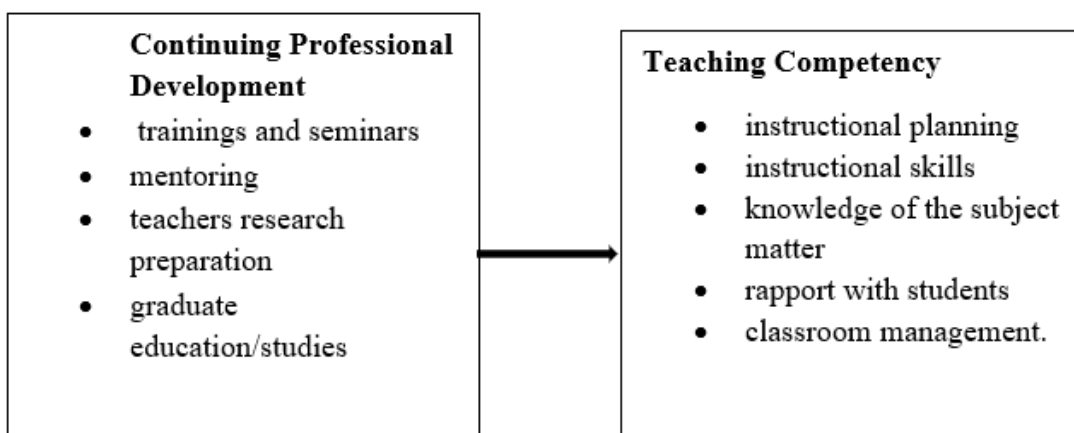 Continuing Professional
Development
• trainings and seminars
• mentoring
• teachers research
preparation
• graduate
education/studies
Teaching Competency
• instructional planning
• instructional skills
• knowledge of the subject
matter
• rapport with students
• classroom management.